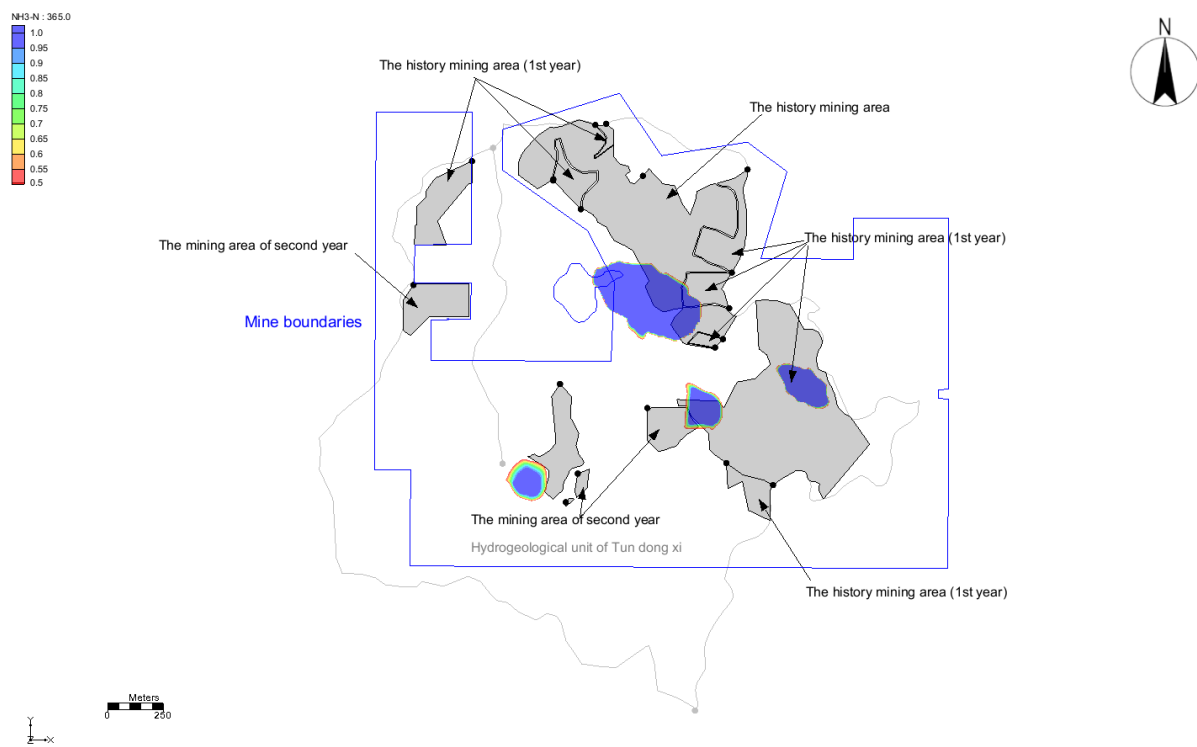 NH3-N : 365.0
1.0
0.95
0.9
0.85
0.8
0.75
0.7
0.65
0.6
0.55
0.5
N
The history mining area (1st year)
The history mining area
The mining area of second year
The history mining area (1st year)
Mine boundaries
The mining area of second year
Hydrogeological unit of Tun dong xi
The history mining area (1st year)
Meters
0 250
Y
Z X